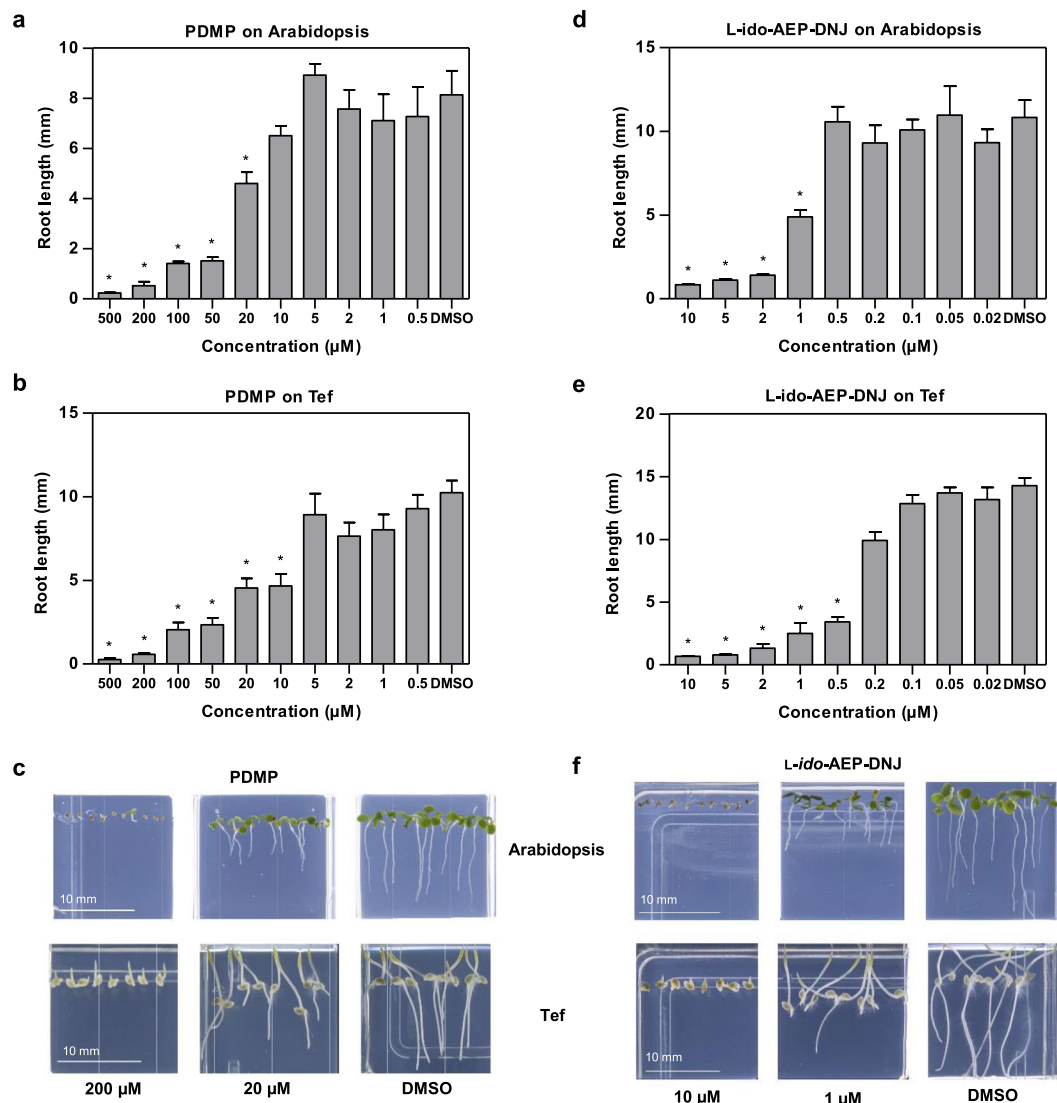 a
PDMP on Arabidopsis
Root length (mm)
10
8
6
4
2
0
* * * * *
500 200 100 50 20 10 5 2 1 0.5 DMSO
Concentration (µM)
b
PDMP on Tef
Root length (mm)
15
10
5
0
* * * * * *
500 200 100 50 20 10 5 2 1 0.5 DMSO
Concentration (µM)
c
PDMP
10 mm
Arabidopsis
10 mm
Tef
200 µM 20 µM DMSO
d
L-ido-AEP-DNJ on Arabidopsis
Root length (mm)
15
10
5
0
* * * *
10 5 2 1 0.5 0.2 0.1 0.05 0.02 DMSO
Concentration (µM)
e
L-ido-AEP-DNJ on Tef
Root length (mm)
20
15
10
5
0
* * * * *
10 5 2 1 0.5 0.2 0.1 0.05 0.02 DMSO
Concentration (µM)
f
L-ido-AEP-DNJ
10 mm
10 mm
10 µM 1 µM DMSO